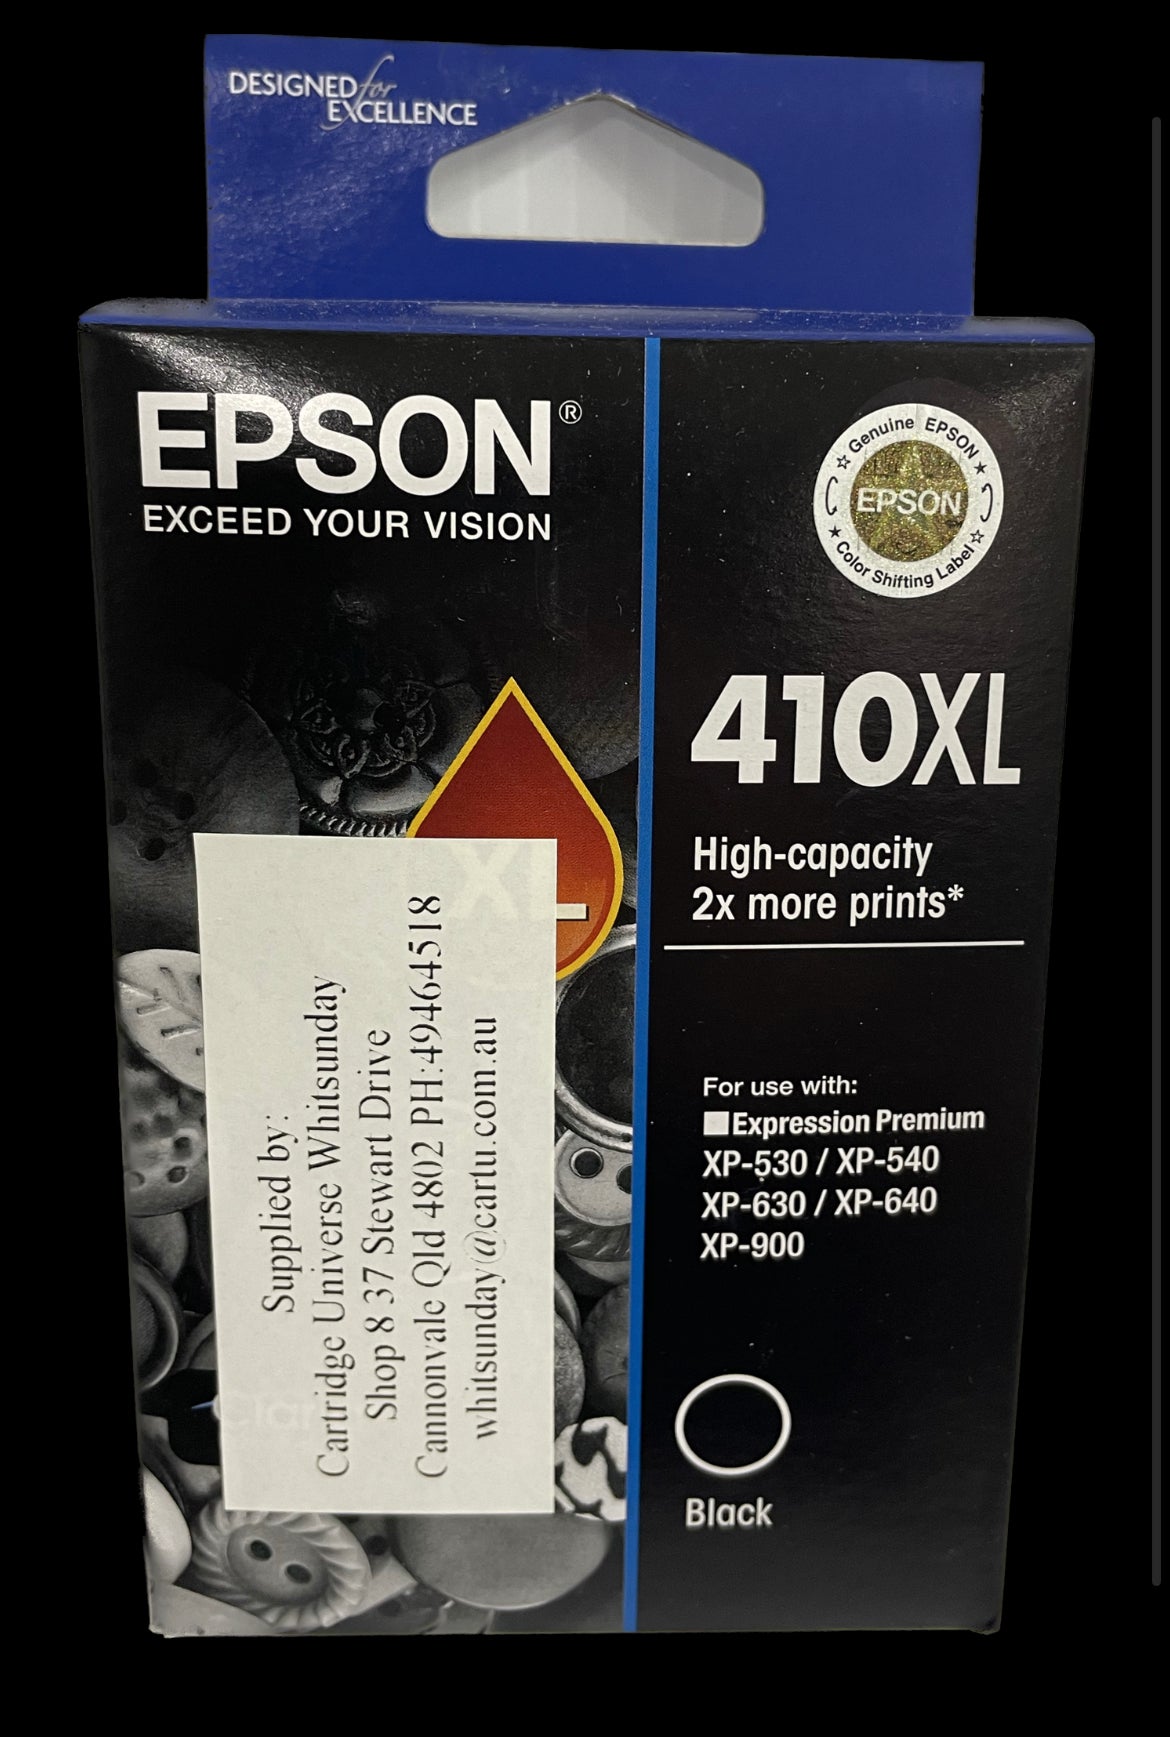 DESIGNED for
EXCELLENCE
EPSON®
EXCEED YOUR VISION
Genuine EPSON
EPSON
Color Shifting Label
410XL
High-capacity
2x more prints*
XL
Supplied by:
Cartridge Universe Whitsunday
Shop 8 37 Stewart Drive
Cannonvale Qld 4802 PH:49464518
whitsunday@cartu.com.au
For use with:
Expression Premium
XP-530 / XP-540
XP-630 / XP-640
XP-900
Black